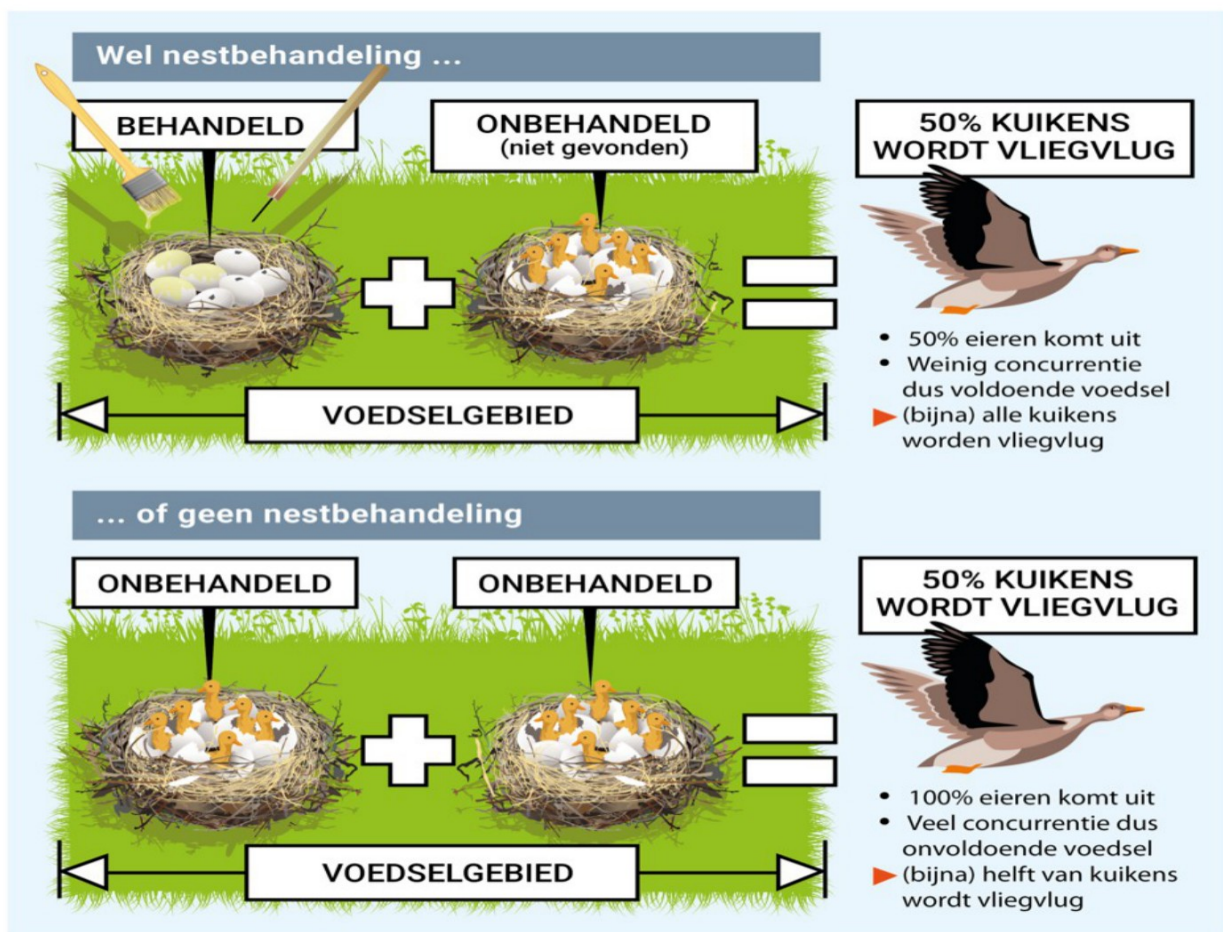 Wel nestbehandeling ...
BEHANDELD
ONBEHANDELD
(niet gevonden)
50% KUIKENS
WORDT VLIEGVLUG
• 50% eieren komt uit
• Weinig concurrentie
dus voldoende voedsel
(bijna) alle kuikens
worden vliegvlug
VOEDSELGEBIED
... of geen nestbehandeling
ONBEHANDELD
ONBEHANDELD
50% KUIKENS
WORDT VLIEGVLUG
• 100% eieren komt uit
• Veel concurrentie dus
onvoldoende voedsel
(bijna) helft van kuikens
wordt vliegvlug
VOEDSELGEBIED